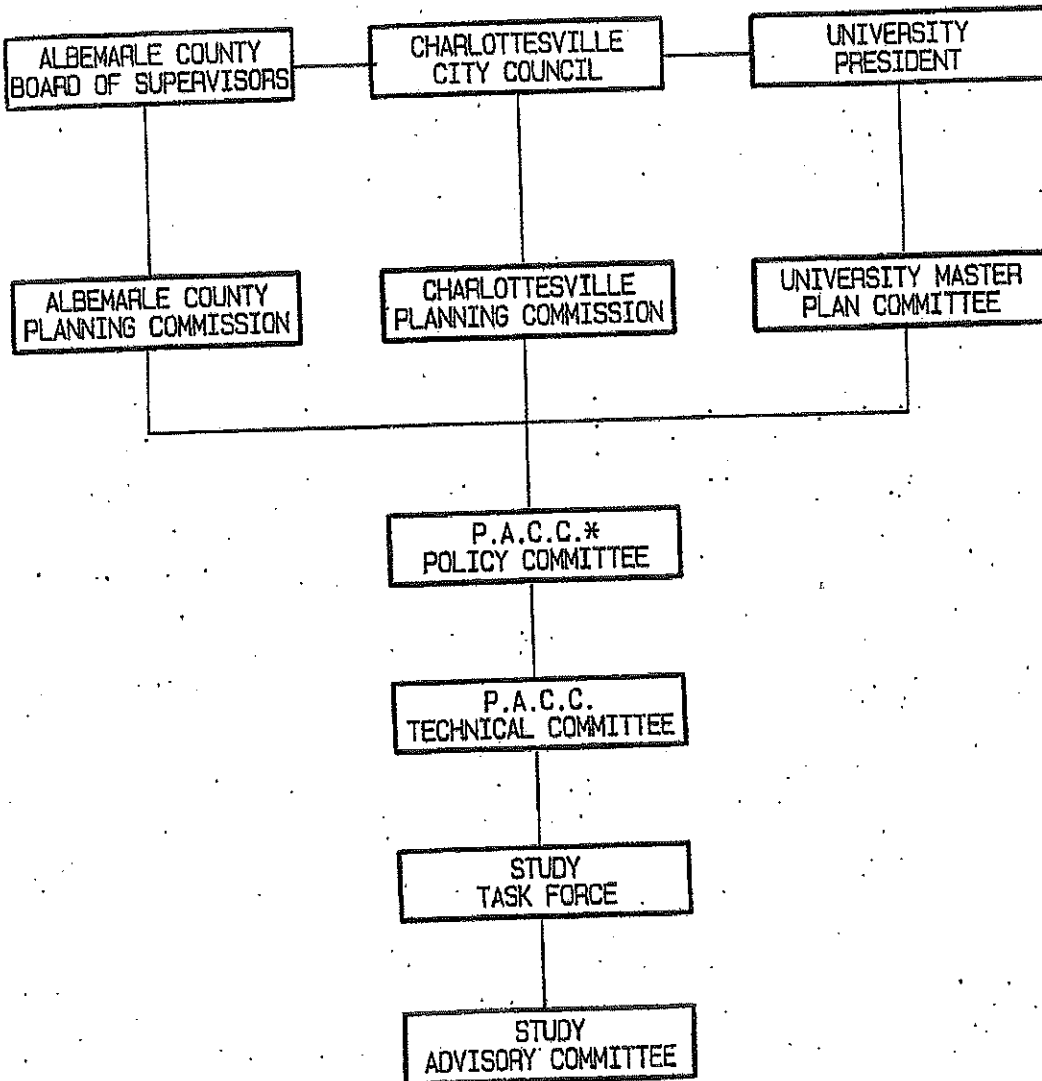 ALBEMARLE COUNTY
BOARD OF SUPERVISORS
CHARLOTTESVILLE
CITY COUNCIL
UNIVERSITY
PRESIDENT
ALBEMARLE COUNTY
PLANNING COMMISSION
CHARLOTTESVILLE
PLANNING COMMISSION
UNIVERSITY MASTER
PLAN COMMITTEE
P.A.C.C.*
POLICY COMMITTEE
P.A.C.C.
TECHNICAL COMMITTEE
STUDY
TASK FORCE
STUDY
ADVISORY COMMITTEE